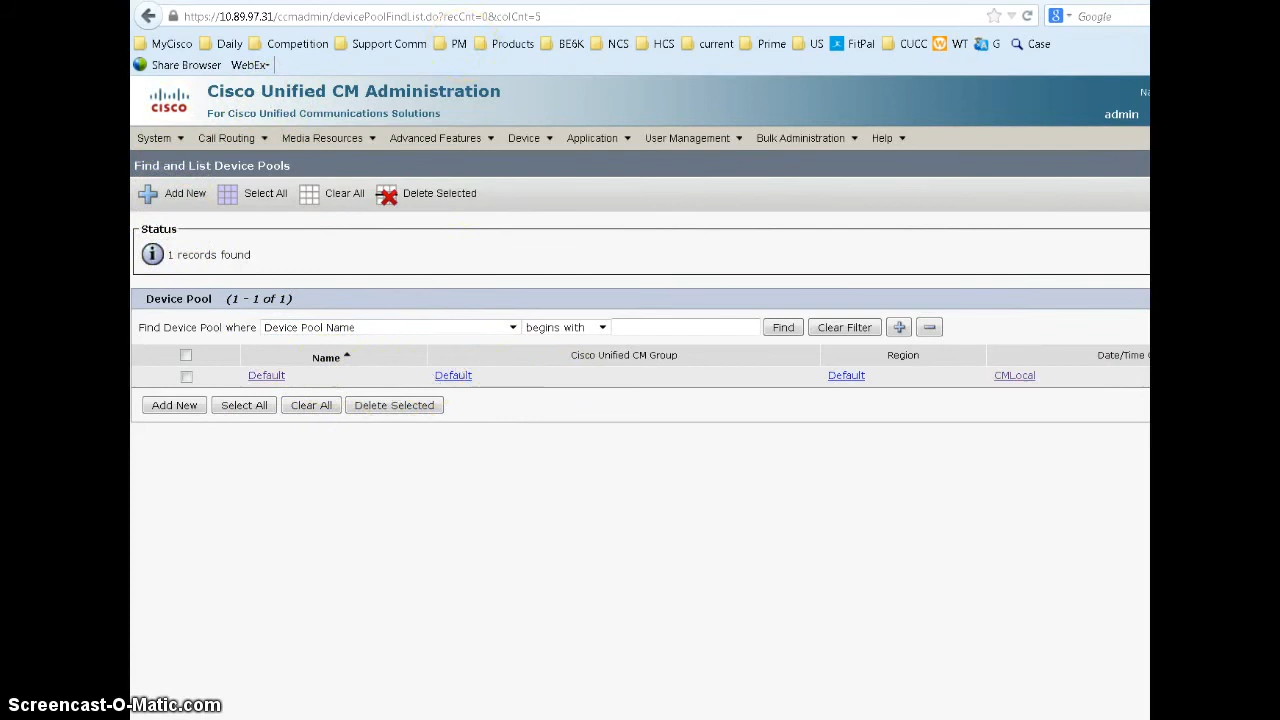 https://10.89.97.31/ccmadmin/devicePoolFindList.do?recCnt=0&colCnt=5 Google
MyCisco Daily Competition Support Comm PM Products BE6K NCS HCS current Prime US FitPal CUCC WT G Case
Share Browser WebEx
Cisco Unified CM Administration
CISCO
For Cisco Unified Communications Solutions
admin
System Call Routing Media Resources Advanced Features Device Application User Management Bulk Administration Help
Find and List Device Pools
Add New Select All Clear All Delete Selected
Status
1 records found
Device Pool (1 - 1 of 1)
Find Device Pool where Device Pool Name begins with Find Clear Filter
Name Cisco Unified CM Group Region Date/Time
Default Default Default CMLocal
Add New Select All Clear All Delete Selected
Screencast-O-Matic.com